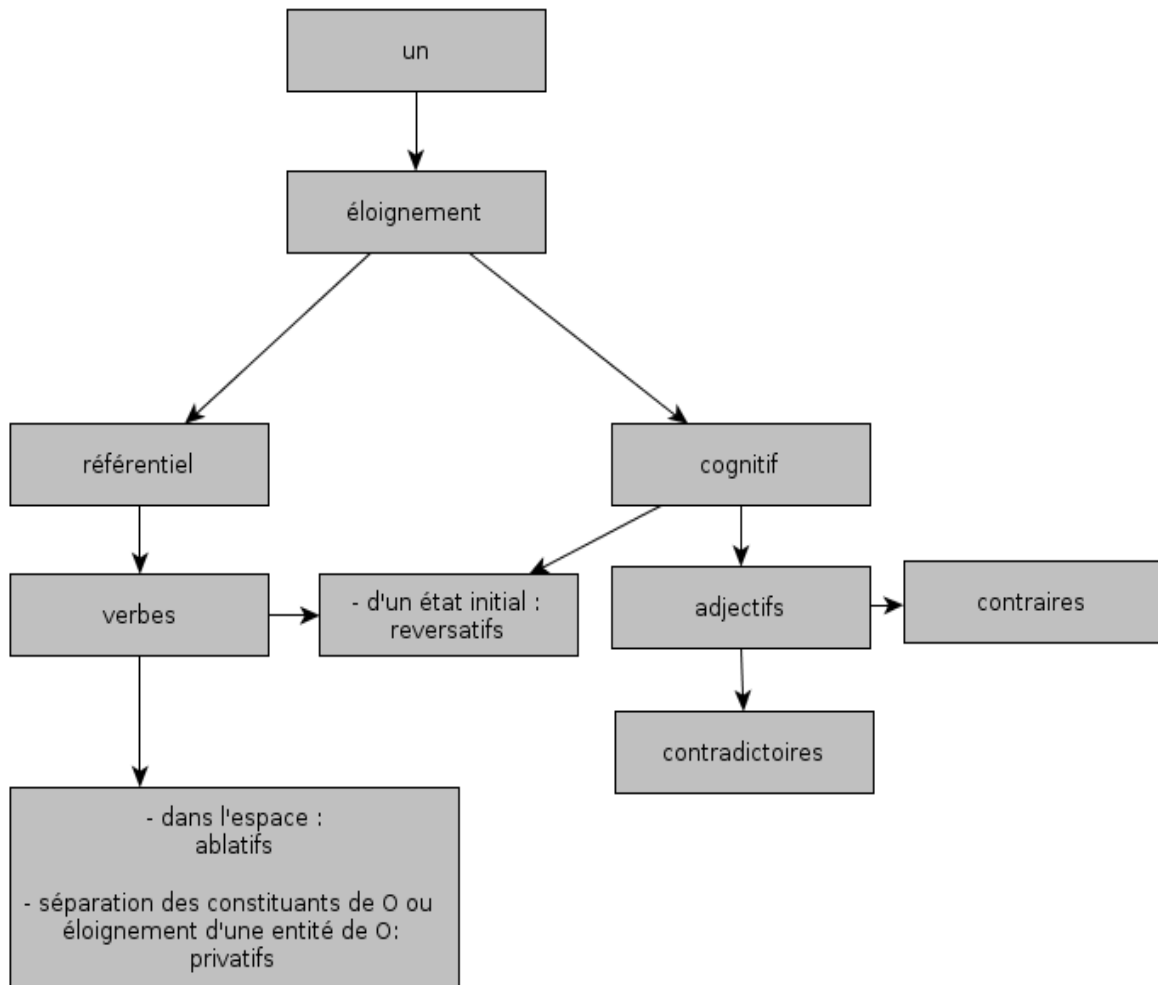 un
éloignement
référentiel
cognitif
verbes
- d'un état initial :
reversatifs
adjectifs
contraires
contradictoires
- dans l'espace :
ablatifs
- séparation des constituants de O ou
éloignement d'une entité de O:
privatifs